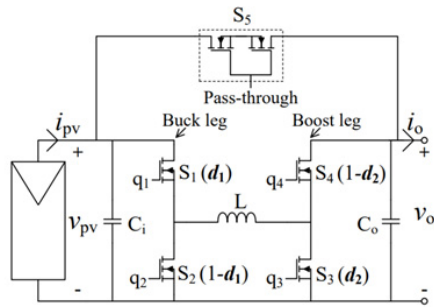 S5
Pass-through
ipv
Buck leg
Boost leg
io
+
+
q1
S1 (d1)
q4
S4 (1-d2)
L
vpv
Ci
Co
vo
q2
S2 (1-d1)
q3
S3 (d2)
-
-